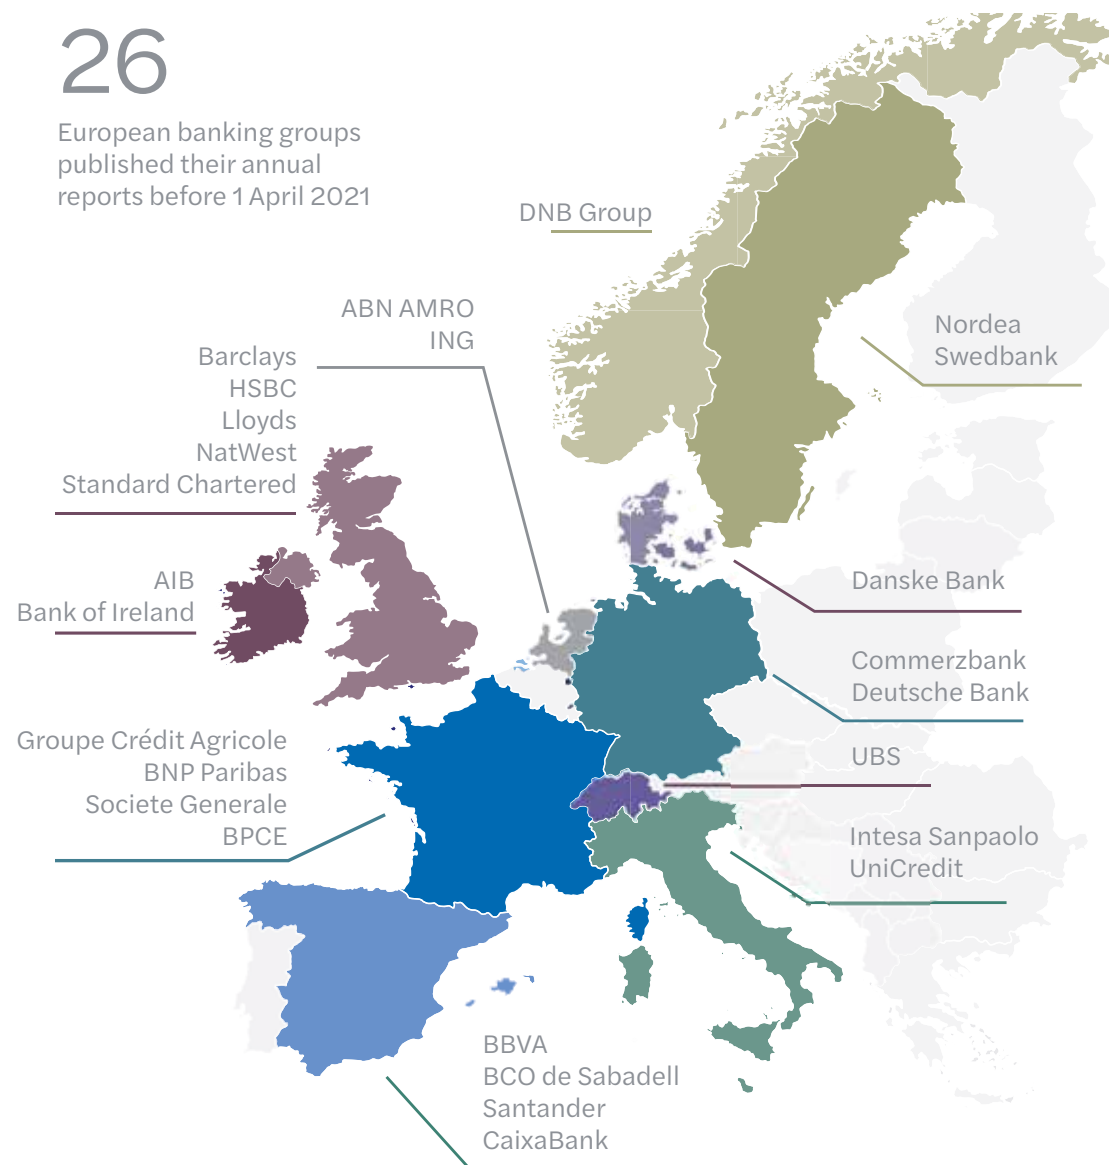 26
European banking groups
published their annual
reports before 1 April 2021
DNB Group
ABN AMRO
ING
Nordea
Swedbank
Barclays
HSBC
Lloyds
NatWest
Standard Chartered
AIB
Bank of Ireland
Danske Bank
Commerzbank
Deutsche Bank
Groupe Crédit Agricole
BNP Paribas
Societe Generale
BPCE
UBS
Intesa Sanpaolo
UniCredit
BBVA
BCO de Sabadell
Santander
CaixaBank